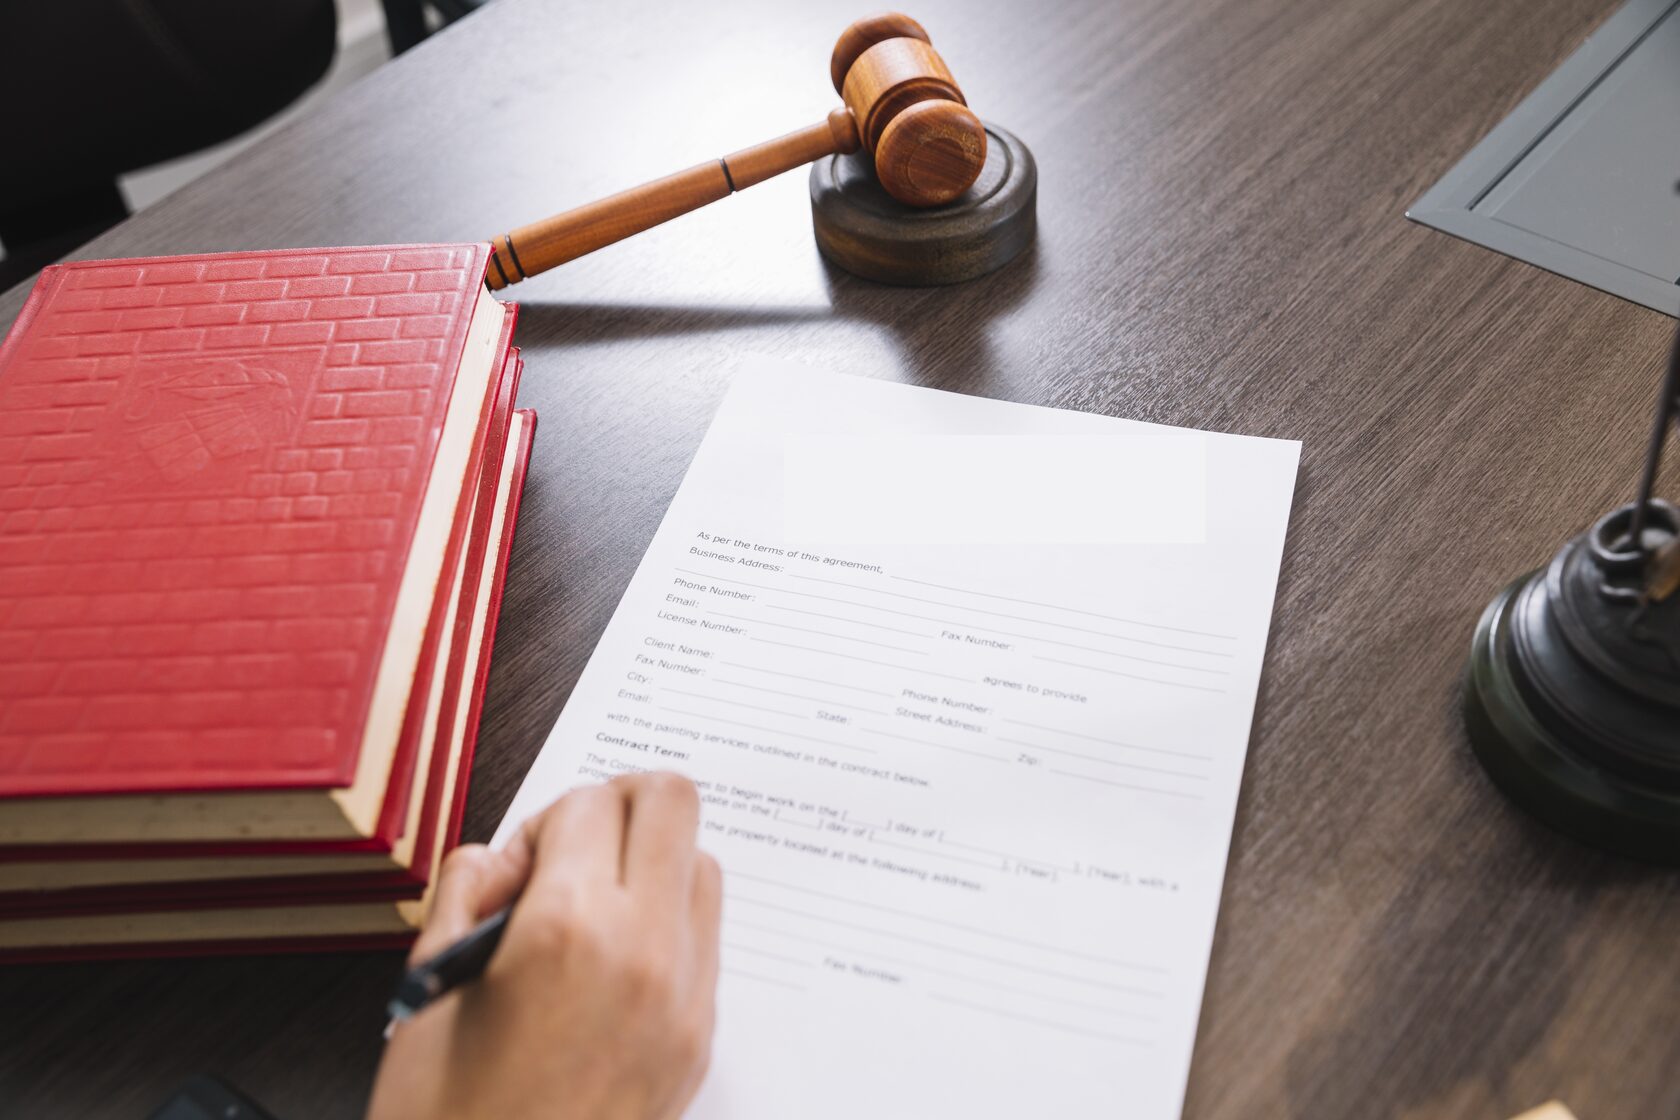 As per the terms of this agreement,
Business Address:
Phone Number: Fax Number:
Email:
License Number: agrees to provide
Client Name: Phone Number:
Fax Number: Street Address:
City: State: Zip:
Email:
with the painting services outlined in the contract below.
Contract Term:
The to begin work on the [ ] day of [ ], [Year], with a
date on the [ ] day of [ ], [Year].
the property located at the following address:
Fax Number: